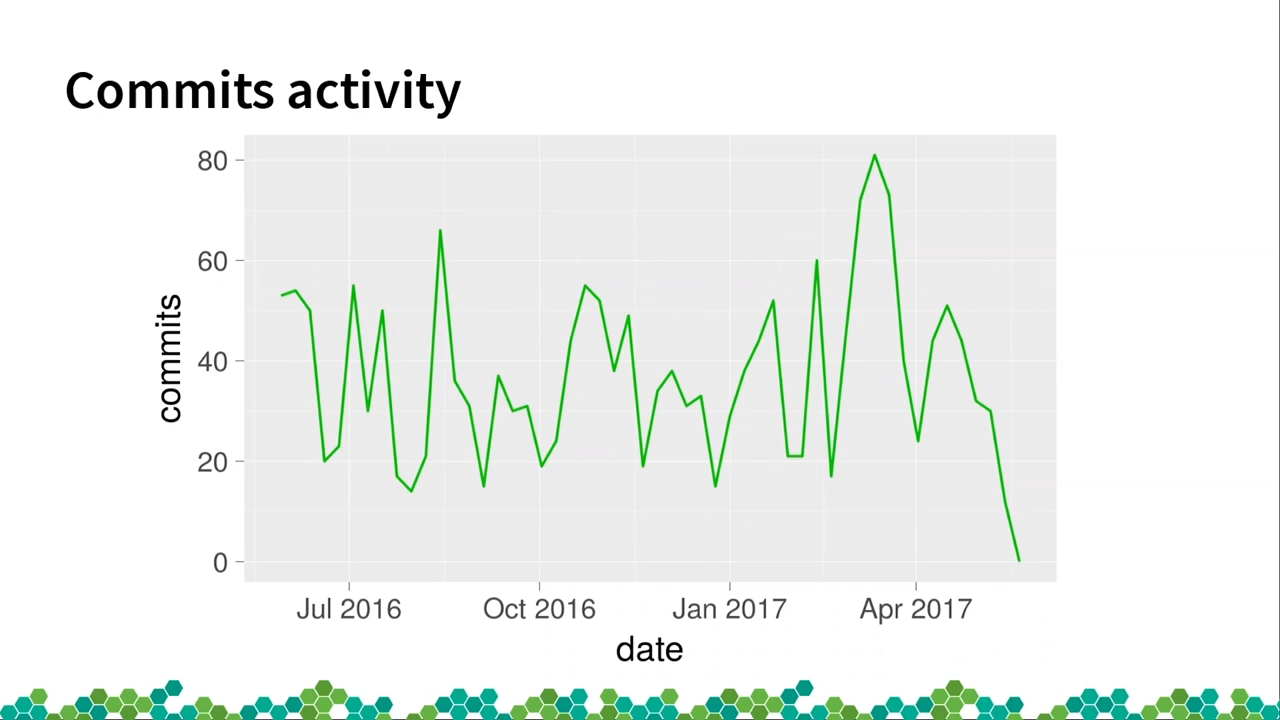 Commits activity
80
60
40
20
0
commits
Jul 2016 Oct 2016 Jan 2017 Apr 2017
date